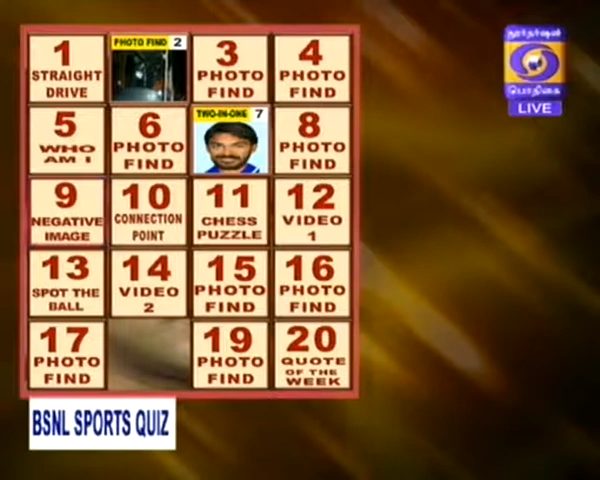 1
STRAIGHT
DRIVE
PHOTO FIND 2
3
PHOTO
FIND
4
PHOTO
FIND
5
WHO
AM I
6
PHOTO
FIND
TWO-IN-ONE 7
8
PHOTO
FIND
9
NEGATIVE
IMAGE
10
CONNECTION
POINT
11
CHESS
PUZZLE
12
VIDEO
1
13
SPOT THE
BALL
14
VIDEO
2
15
PHOTO
FIND
16
PHOTO
FIND
17
PHOTO
FIND
19
PHOTO
FIND
20
QUOTE
OF THE
WEEK
BSNL SPORTS QUIZ
தூர்தர்ஷன்
பொதிகை
LIVE